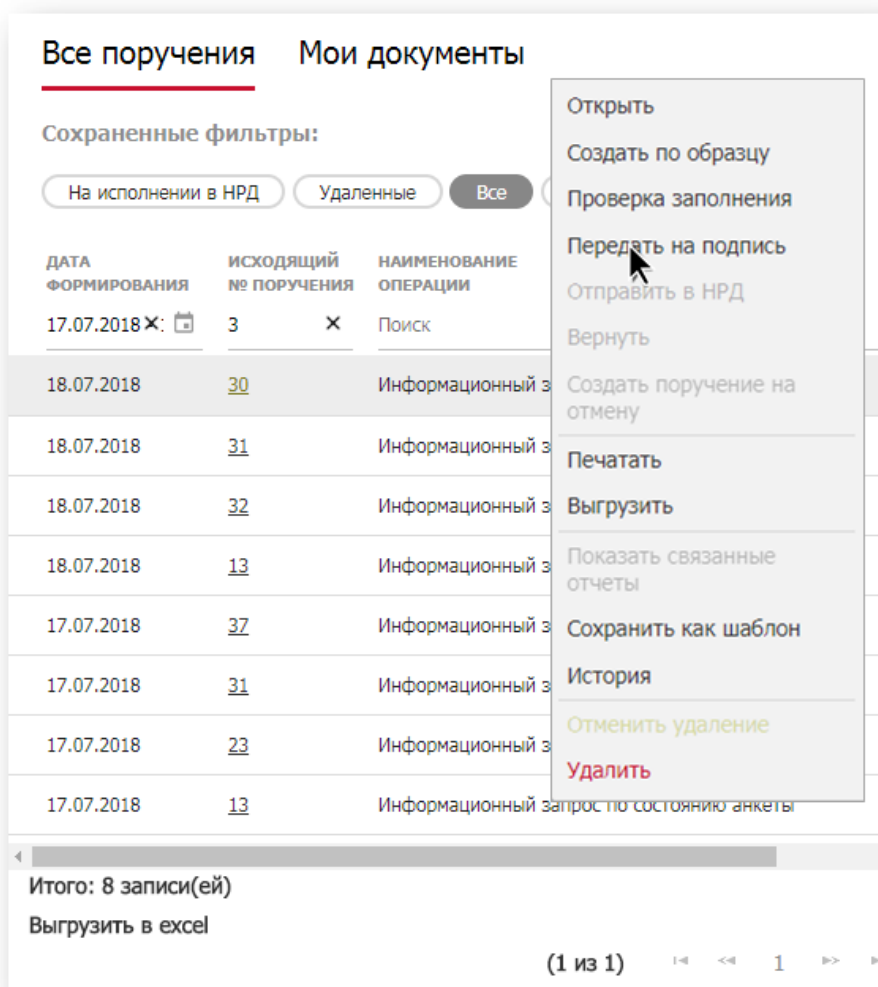 Все поручения Мои документы
Сохраненные фильтры:
На исполнении в НРД Удаленные Все
ДАТА ФОРМИРОВАНИЯ ИСХОДЯЩИЙ № ПОРУЧЕНИЯ НАИМЕНОВАНИЕ ОПЕРАЦИИ
17.07.2018 3 Поиск
18.07.2018 30 Информационный з
18.07.2018 31 Информационный з
18.07.2018 32 Информационный з
18.07.2018 13 Информационный з
17.07.2018 37 Информационный з
17.07.2018 31 Информационный з
17.07.2018 23 Информационный з
17.07.2018 13 Информационный запрос по состоянию анкеты
Открыть
Создать по образцу
Проверка заполнения
Передать на подпись
Отправить в НРД
Вернуть
Создать поручение на
отмену
Печатать
Выгрузить
Показать связанные
отчеты
Сохранить как шаблон
История
Отменить удаление
Удалить
Итого: 8 записи(ей)
Выгрузить в excel
(1 из 1) 1